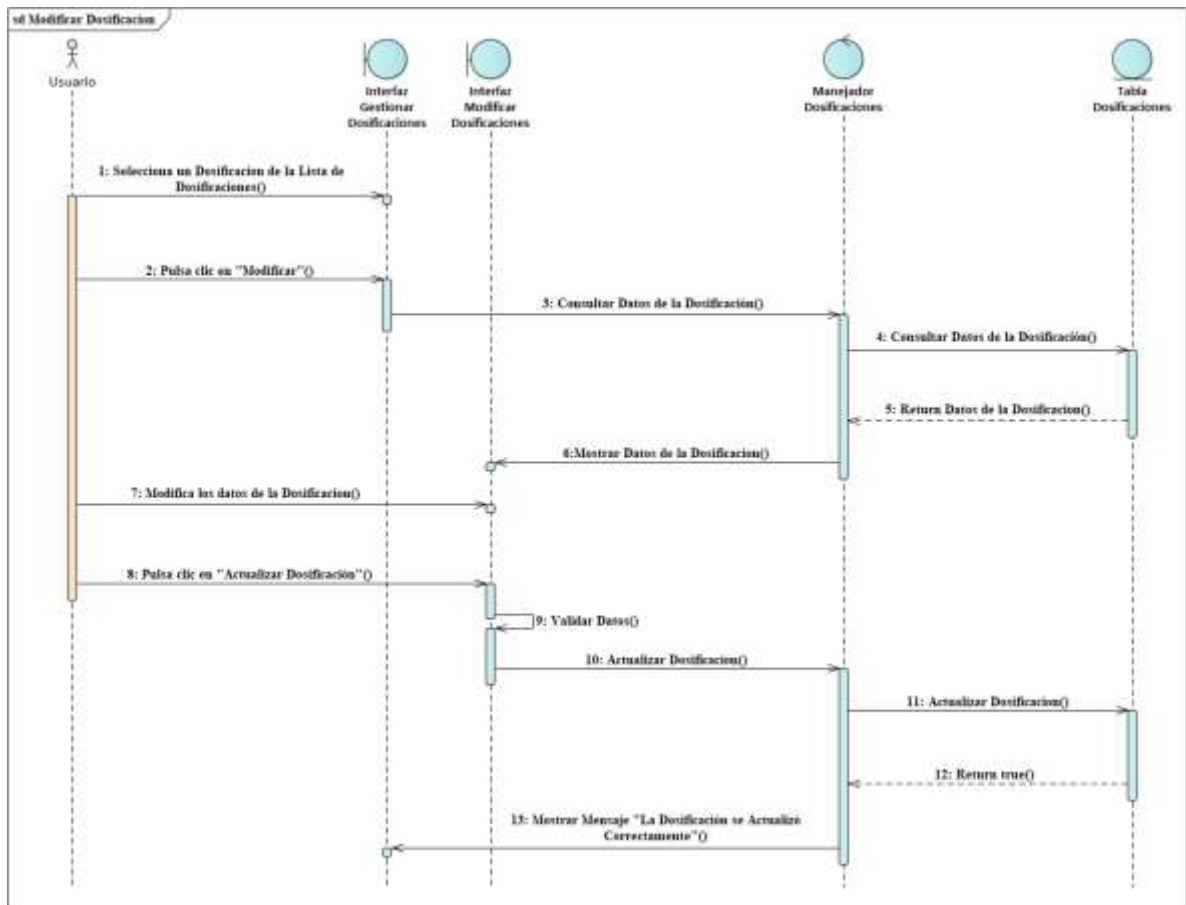 sd Modificar Dosificacion
Usuario
Interfaz
Gestionar
Dosificaciones
Interfaz
Modificar
Dosificaciones
Manejador
Dosificaciones
Tabla
Dosificaciones
1: Selecciona un Dosificacion de la Lista de
Dosificaciones()
2: Pulsa clic en "Modificar"()
3: Consultar Datos de la Dosificación()
4: Consultar Datos de la Dosificación()
5: Return Datos de la Dosificacion()
6:Mostrar Datos de la Dosificacion()
7: Modifica los datos de la Dosificacion()
8: Pulsa clic en "Actualizar Dosificación"()
9: Validar Datos()
10: Actualizar Dosificacion()
11: Actualizar Dosificacion()
12: Return true()
13: Mostrar Mensaje "La Dosificación se Actualizó
Correctamente"()